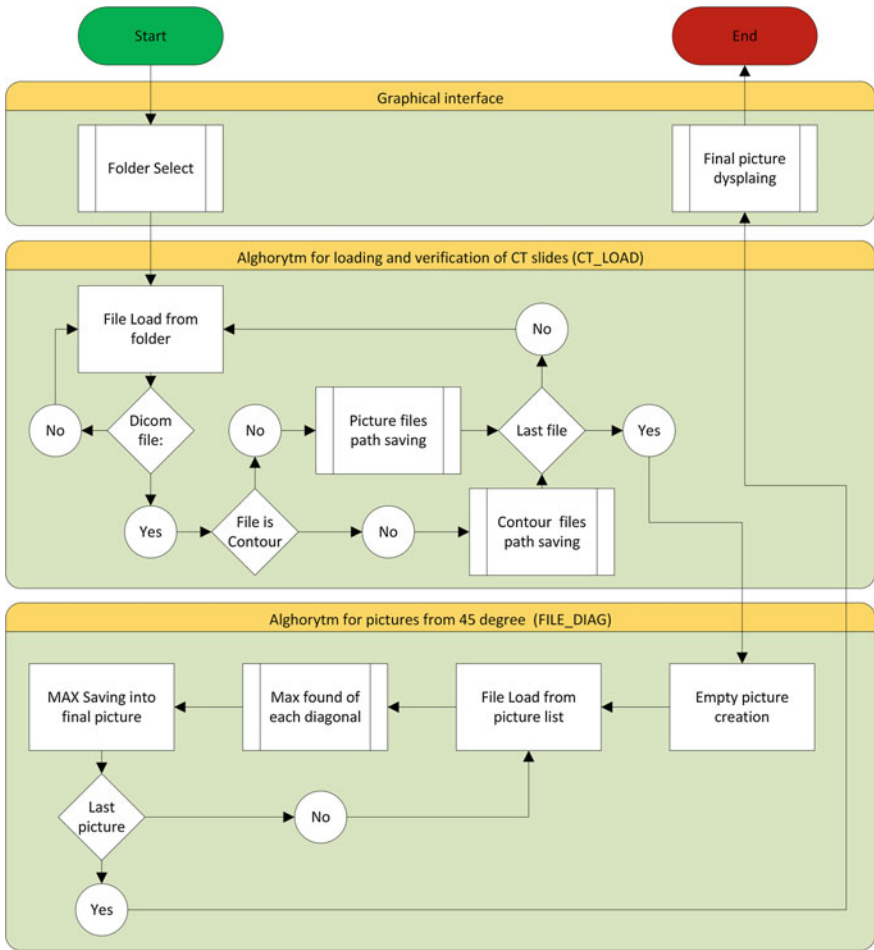 Start
End
Graphical interface
Folder Select
Final picture
dysplaing
Alghorytm for loading and verification of CT slides (CT_LOAD)
File Load from
folder
No
No
Dicom
file:
No
Picture files
path saving
Last file
Yes
Yes
File is
Contour
No
Contour files
path saving
Alghorytm for pictures from 45 degree (FILE_DIAG)
MAX Saving into
final picture
Max found of
each diagonal
File Load from
picture list
Empty picture
creation
Last
picture
No
Yes